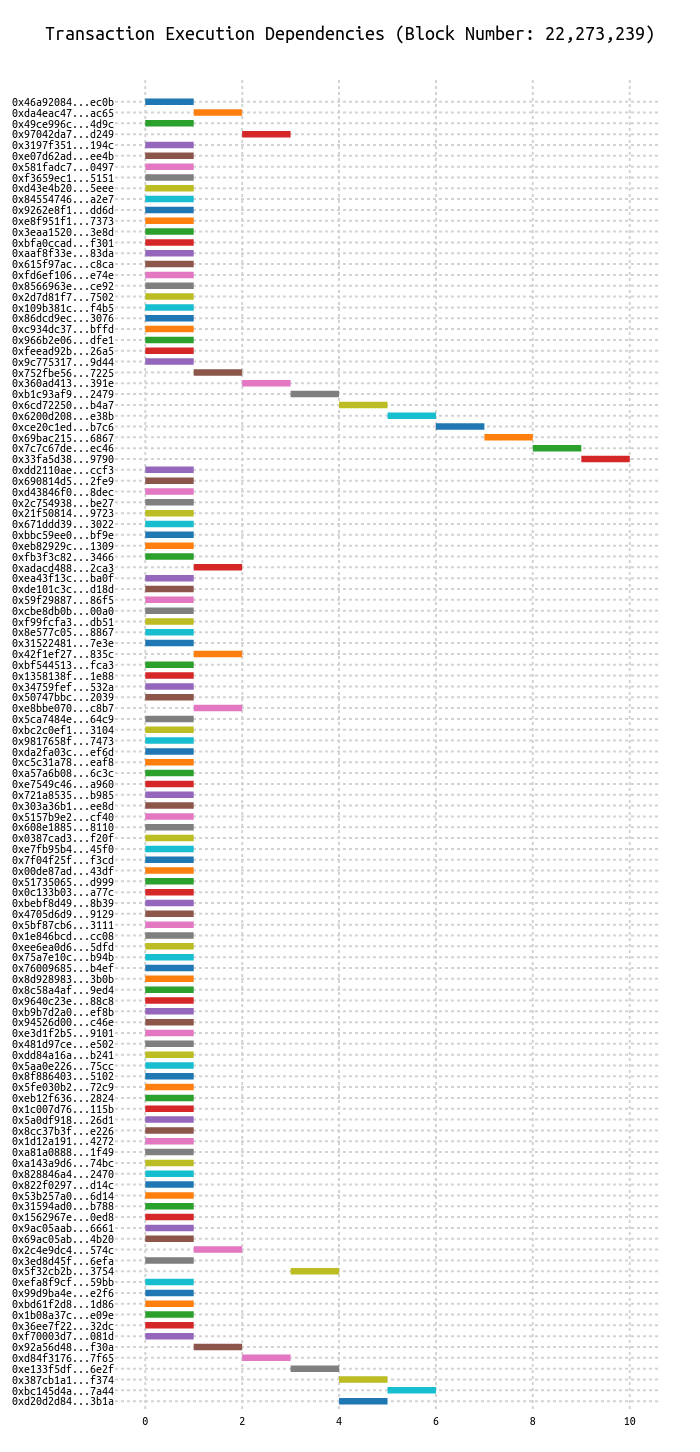 Transaction Execution Dependencies (Block Number: 22,273,239)
0x46a92084...ec0b
0xda4eac47...ac65
0x49ce996c...4d9c
0x97042da7...d249
0x3197f351...194c
0xe07d62ad...ee4b
0x581fadc7...0497
0xf3659ec1...5151
0xd43e4b20...5eee
0x84554746...a2e7
0x9262e8f1...dd6d
0xe8f951f1...7373
0x3eaa1520...3e8d
0xbfa0ccad...f301
0xaaf8f33e...83da
0x615f97ac...c8ca
0xfd6ef106...e74e
0x8566963e...ce92
0x2d7d81f7...7502
0x109b381c...f4b5
0x86dcd9ec...3076
0xc934dc37...bffd
0x966b2e06...dfe1
0xfeead92b...26a5
0x9c775317...9d44
0x752fbe56...7225
0x360ad413...391e
0xb1c93af9...2479
0x6cd72250...b4a7
0x6200d208...e38b
0xce20c1ed...b7c6
0x69bac215...6867
0x7c7c67de...ec46
0x33fa5d38...9790
0xdd2110ae...ccf3
0x690814d5...2fe9
0xd43846f0...8dec
0x2c754938...be27
0x21f50814...9723
0x671ddd39...3022
0xbbc59ee0...bf9e
0xeb82929c...1309
0xfb3f3c82...3466
0xadacd488...2ca3
0xea43f13c...ba0f
0xde101c3c...d18d
0x59f29887...86f5
0xcbe8db0b...00a0
0xf99fcfa3...db51
0x8e577c05...8867
0x31522481...7e3e
0x42f1ef27...835c
0xbf544513...fca3
0x1358138f...1e88
0x34759fef...532a
0x50747bbc...2039
0xe8bbe070...c8b7
0x5ca7484e...64c9
0xbc2c0ef1...3104
0x9817658f...7473
0xda2fa03c...ef6d
0xc5c31a78...eaf8
0xa57a6b08...6c3c
0xe7549c46...a960
0x721a8535...b985
0x303a36b1...ee8d
0x5157b9e2...cf40
0x608e1885...8110
0x0387cad3...f20f
0xe7fb95b4...45f0
0x7f04f25f...f3cd
0x00de87ad...43df
0x51735065...d999
0x0c133b03...a77c
0xbebf8d49...8b39
0x4705d6d9...9129
0x5bf87cb6...3111
0x1e846bcd...cc08
0xee6ea0d6...5dfd
0x75a7e10c...b94b
0x76009685...b4ef
0x8d928983...3b0b
0x8c58a4af...9ed4
0x9640c23e...88c8
0xb9b7d2a0...ef8b
0x94526d00...c46e
0xe3d1f2b5...9101
0x481d97ce...e502
0xdd84a16a...b241
0x5aa0e226...75cc
0x8f886403...5102
0x5fe030b2...72c9
0xeb12f636...2824
0x1c007d76...115b
0x5a0df918...26d1
0x8cc37b3f...e226
0x1d12a191...4272
0xa81a0888...1f49
0xa143a9d6...74bc
0x828846a4...2470
0x822f0297...d14c
0x53b257a0...6d14
0x31594ad0...b788
0x1562967e...0ed8
0x9ac05aab...6661
0x69ac05ab...4b20
0x2c4e9dc4...574c
0x3ed8d45f...6efa
0x5f32cb2b...3754
0xefa8f9cf...59bb
0x99d9ba4e...e2f6
0xbd61f2d8...1d86
0x1b08a37c...e09e
0x36ee7f22...32dc
0xf70003d7...081d
0x92a56d48...f30a
0xd84f3176...7f65
0xe133f5df...6e2f
0x387cb1a1...f374
0xbc145d4a...7a44
0xd20d2d84...3b1a
0 2 4 6 8 10